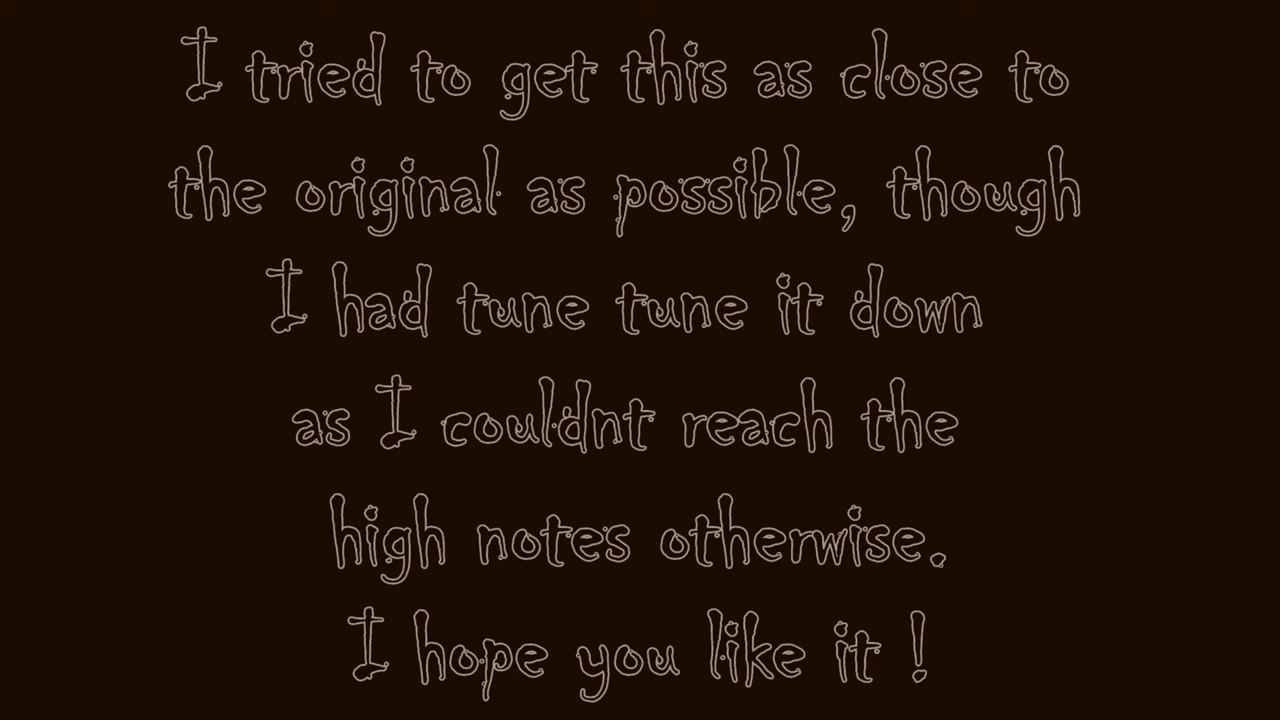 I tried to get this as close to
the original as possible, though
I had tune tune it down
as I couldnt reach the
high notes otherwise.
I hope you like it !